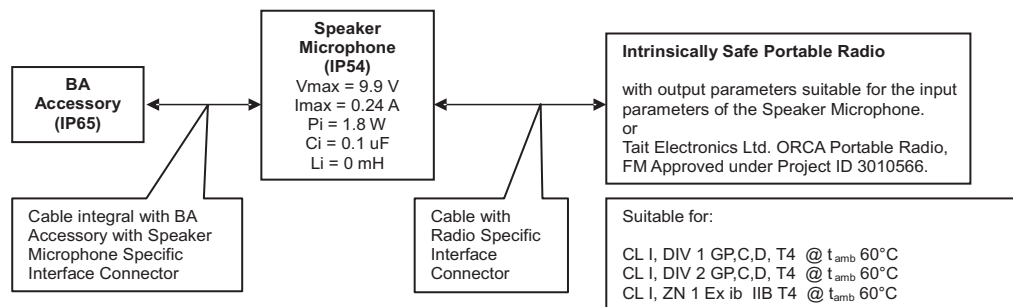 BA
Accessory
(IP65)
Speaker
Microphone
(IP54)
Vmax = 9.9 V
Imax = 0.24 A
Pi = 1.8 W
Ci = 0.1 uF
Li = 0 mH
Intrinsically Safe Portable Radio
with output parameters suitable for the input
parameters of the Speaker Microphone.
or
Tait Electronics Ltd. ORCA Portable Radio,
FM Approved under Project ID 3010566.
Cable integral with BA
Accessory with Speaker
Microphone Specific
Interface Connector
Cable with
Radio Specific
Interface
Connector
Suitable for:
CL I, DIV 1 GP,C,D, T4 @ tamb 60°C
CL I, DIV 2 GP,C,D, T4 @ tamb 60°C
CL I, ZN 1 Ex ib IIB T4 @ tamb 60°C